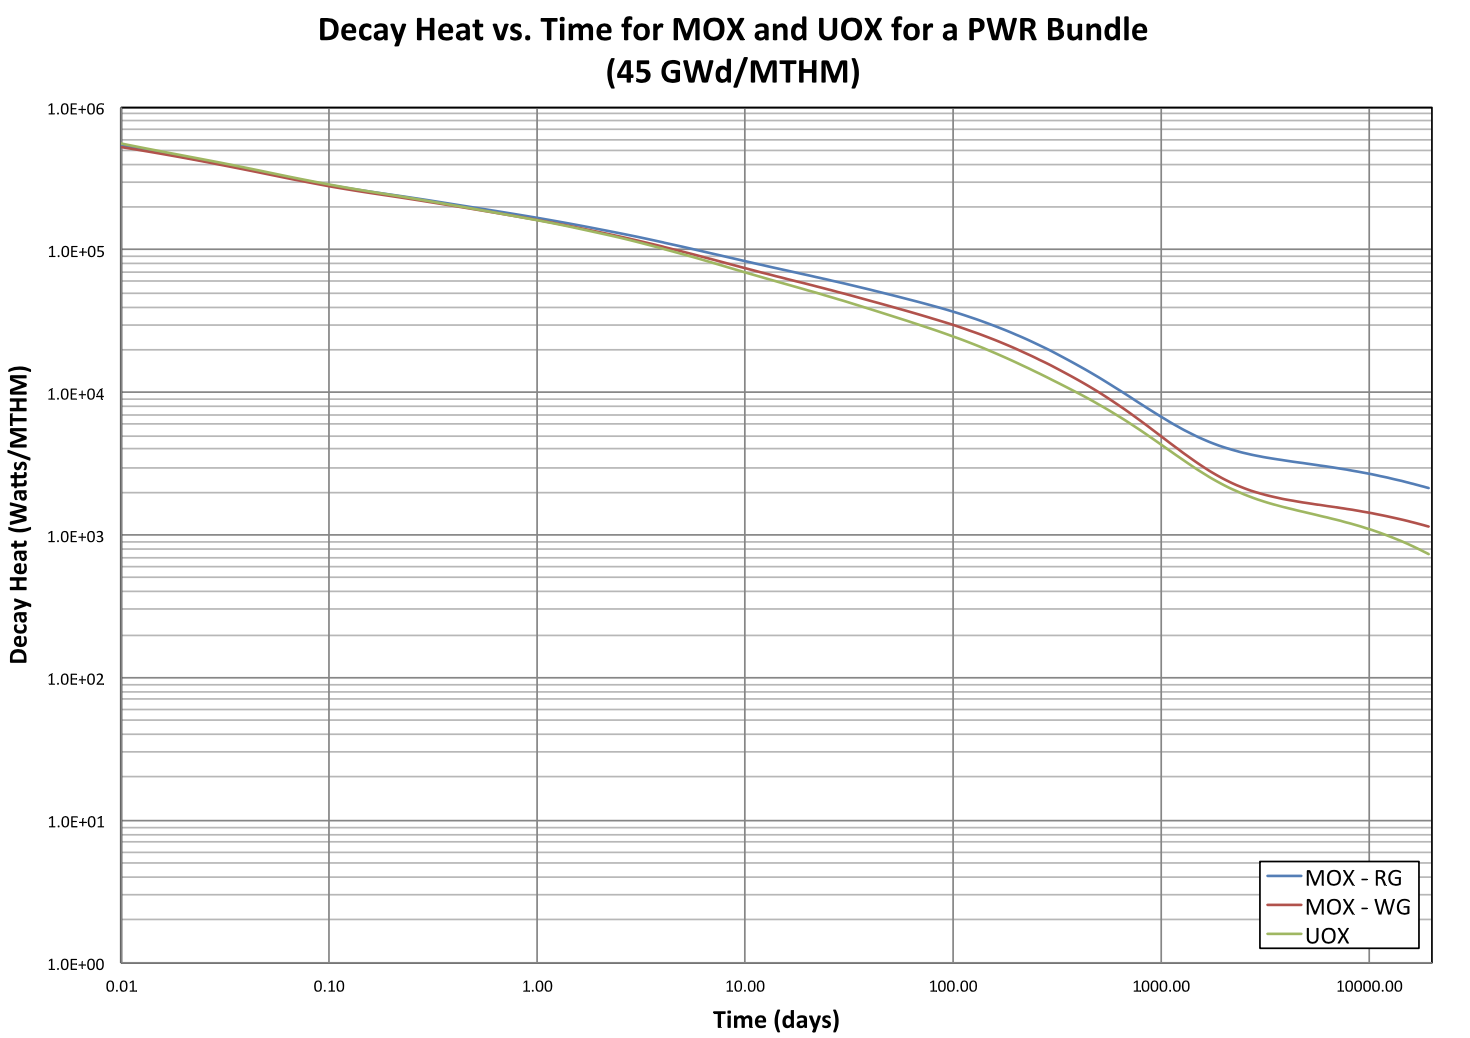 Decay Heat vs. Time for MOX and UOX for a PWR Bundle
(45 GWd/MTHM)
Decay Heat (Watts/MTHM)
1.0E+06
1.0E+05
1.0E+04
1.0E+03
1.0E+02
1.0E+01
1.0E+00
MOX - RG
MOX - WG
UOX
0.01 0.10 1.00 10.00 100.00 1000.00 10000.00
Time (days)